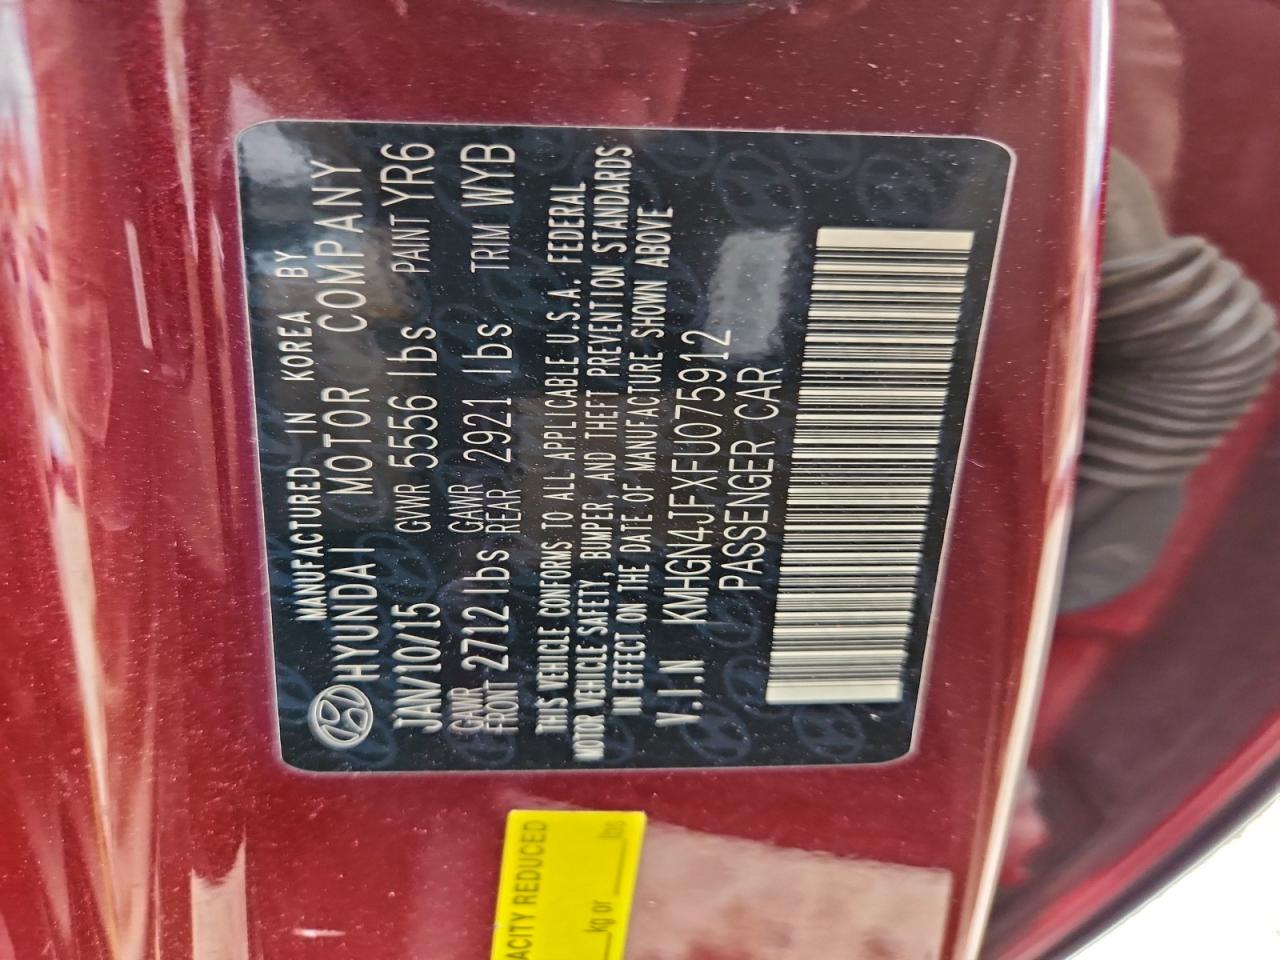 MANUFACTURED IN KOREA BY
HYUNDAI MOTOR COMPANY
JAN/10/15 GVWR 5556 lbs PAINT YR6
GAWR FRONT 2712 lbs GAWR REAR 2921 lbs TRIM WYB
THIS VEHICLE CONFORMS TO ALL APPLICABLE U.S.A. FEDERAL
MOTOR VEHICLE SAFETY, BUMPER, AND THEFT PREVENTION STANDARDS
IN EFFECT ON THE DATE OF MANUFACTURE SHOWN ABOVE
V.I.N KMHGN4JFXFU075912
PASSENGER CAR
ACITY REDUCED
kg or lbs